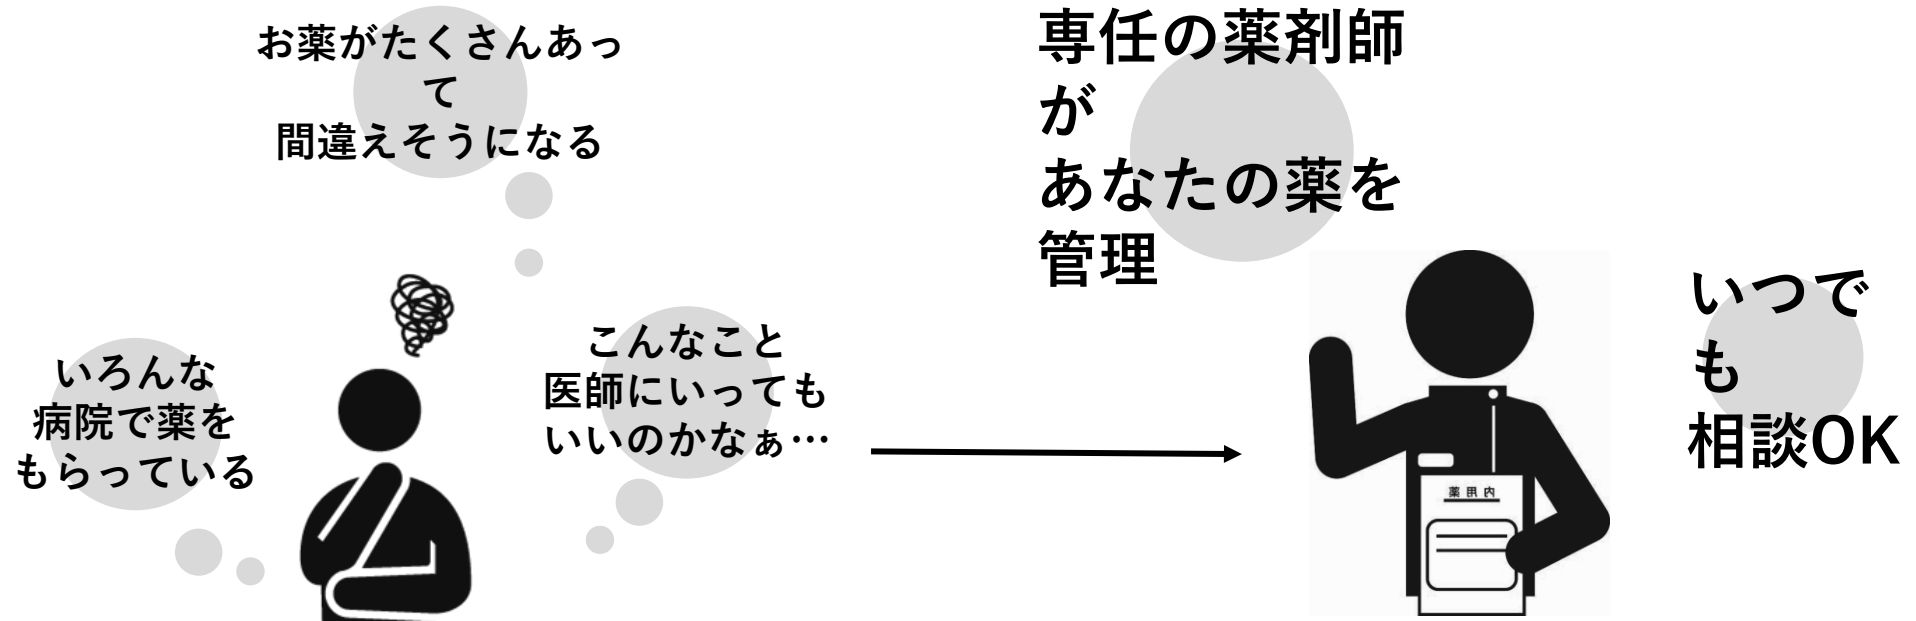 お薬がたくさんあっ
て
間違えそうになる
いろんな
病院で薬を
もらっている
こんなこと
医師にいっても
いいのかなぁ…
専任の薬剤師
が
あなたの薬を
管理
いつで
も
相談OK
内用薬